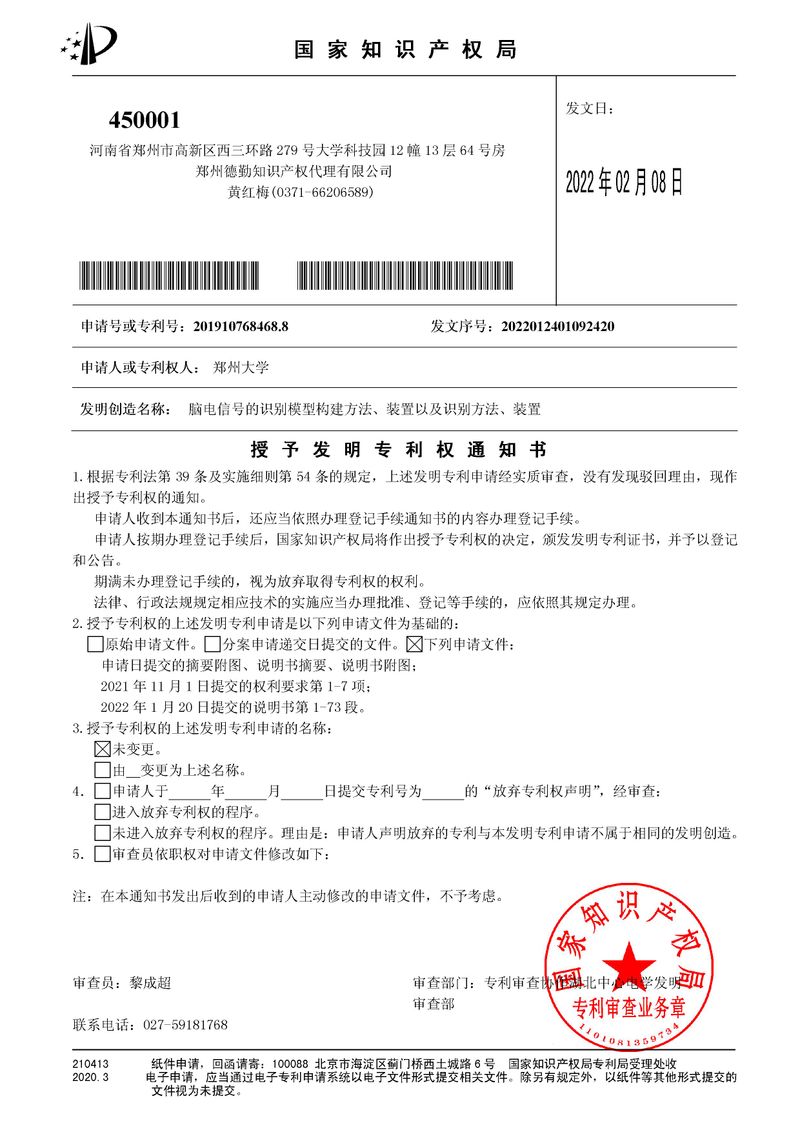 国家知识产权局
450001
发文日：
河南省郑州市高新区西三环路 279 号大学科技园 12 幢 13 层 64 号房
郑州德勤知识产权代理有限公司
黄红梅(0371-66206589)
2022 年 02 月 08 日
申请号或专利号：201910768468.8 发文序号：2022012401092420
申请人或专利权人： 郑州大学
发明创造名称： 脑电信号的识别模型构建方法、装置以及识别方法、装置
授予发明专利权通知书
1.根据专利法第 39 条及实施细则第 54 条的规定，上述发明专利申请经实质审查，没有发现驳回理由，现作
出授予专利权的通知。
申请人收到本通知书后，还应当依照办理登记手续通知书的内容办理登记手续。
申请人按期办理登记手续后，国家知识产权局将作出授予专利权的决定，颁发发明专利证书，并予以登记
和公告。
期满未办理登记手续的，视为放弃取得专利权的权利。
法律、行政法规规定相应技术的实施应当办理批准、登记等手续的，应依照其规定办理。
2.授予专利权的上述发明专利申请是以下列申请文件为基础的：
□原始申请文件。□分案申请递交日提交的文件。☒下列申请文件：
申请日提交的摘要附图、说明书摘要、说明书附图；
2021 年 11 月 1 日提交的权利要求第 1-7 项；
2022 年 1 月 20 日提交的说明书第 1-73 段。
3.授予专利权的上述发明专利申请的名称：
☒未变更。
□由__变更为上述名称。
4. □申请人于______年______月______日提交专利号为______的“放弃专利权声明”，经审查：
□进入放弃专利权的程序。
□未进入放弃专利权的程序。理由是：申请人声明放弃的专利与本发明专利申请不属于相同的发明创造。
5. □审查员依职权对申请文件修改如下：
注：在本通知书发出后收到的申请人主动修改的申请文件，不予考虑。
审查员：黎成超
审查部门：专利审查协作湖北中心电学发明
审查部
联系电话：027-59181768
国家知识产权局
专利审查业务章
1101081359734
210413 纸件申请，回函请寄：100088 北京市海淀区蓟门桥西土城路 6 号 国家知识产权局专利局受理处收
2020.3 电子申请，应当通过电子专利申请系统以电子文件形式提交相关文件。除另有规定外，以纸件等其他形式提交的
文件视为未提交。